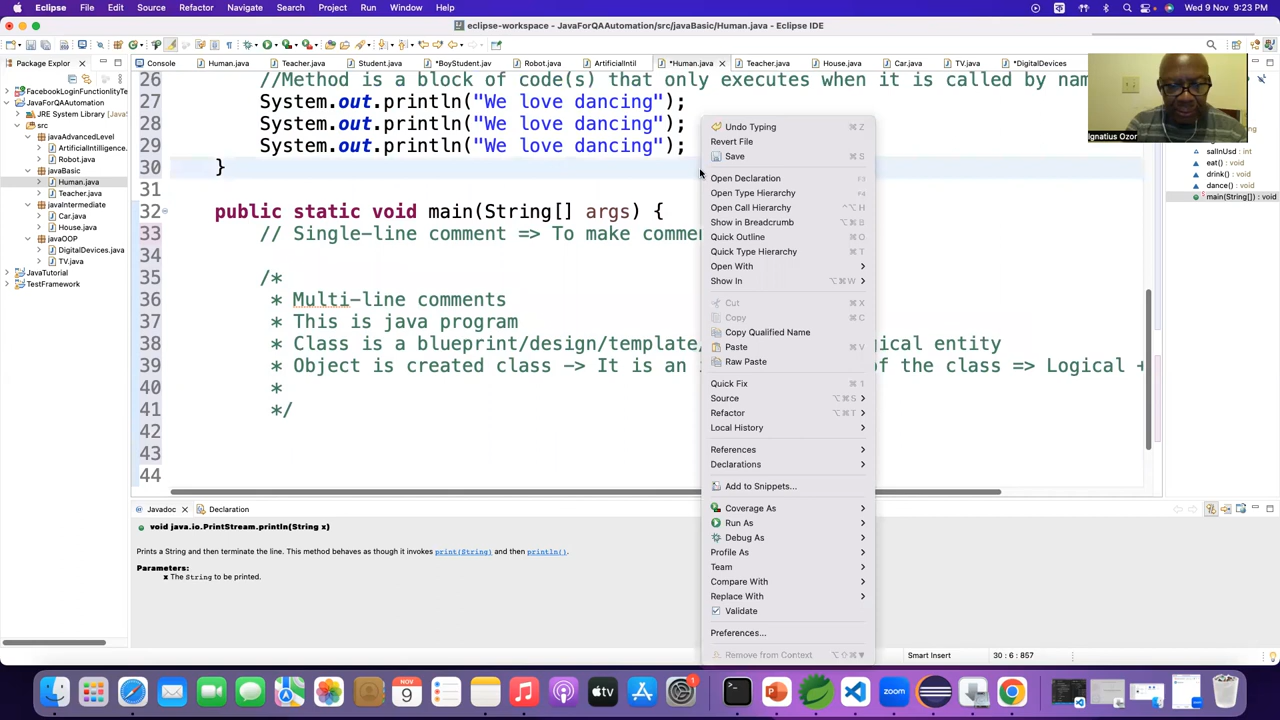 Eclipse File Edit Source Refactor Navigate Search Project Run Window Help Wed 9 Nov 9:23 PM
eclipse-workspace - JavaForQAAutomation/src/javaBasic/Human.java - Eclipse IDE
Package Explor
Console Human.java Teacher.java Student.java *BoyStudent.jav Robot.java ArtificialIntil *Human.java Teacher.java House.java Car.java TV.java *DigitalDevices
FacebookLoginFunctionlityTe
JavaForQAAutomation
JRE System Library [Java
src
javaAdvancedLevel
ArtificialIntilligence.
Robot.java
javaBasic
Human.java
Teacher.java
javaIntermediate
Car.java
House.java
javaOOP
DigitalDevices.java
TV.java
JavaTutorial
TestFramework
26 //Method is a block of code(s) that only executes when it is called by nam
27 System.out.println("We love dancing");
28 System.out.println("We love dancing");
29 System.out.println("We love dancing");
30 }
31
32 public static void main(String[] args) {
33 // Single-line comment => To make comme
34
35 /*
36 * Multi-line comments
37 * This is java program
38 * Class is a blueprint/design/template/ ical entity
39 * Object is created class -> It is an of the class => Logical +
40 *
41 */
42
43
44
Undo Typing ⌘Z
Revert File
Save ⌘S
Open Declaration F3
Open Type Hierarchy F4
Open Call Hierarchy ^⌥H
Show in Breadcrumb ⌥⌘B
Quick Outline ⌘O
Quick Type Hierarchy ⌘T
Open With
Show In ⌥⌘W
Cut ⌘X
Copy ⌘C
Copy Qualified Name
Paste ⌘V
Raw Paste
Quick Fix ⌘1
Source ⌥⌘S
Refactor ⌥⌘T
Local History
References
Declarations
Add to Snippets...
Coverage As
Run As
Debug As
Profile As
Team
Compare With
Replace With
Validate
Preferences...
Remove from Context ⌥⇧⌘▼
Ignatius Ozor
salInUsd : int
eat() : void
drink() : void
dance() : void
main(String[]) : void
Javadoc Declaration
void java.io.PrintStream.println(String x)
Prints a String and then terminate the line. This method behaves as though it invokes print(String) and then println().
Parameters:
x The String to be printed.
Smart Insert 30 : 6 : 857
NOV
9
1
zoom